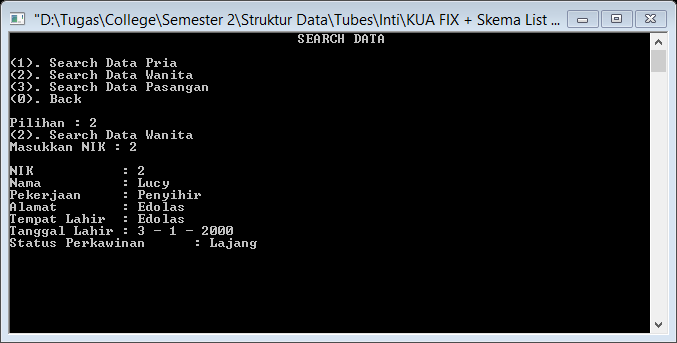 "D:\Tugas\College\Semester 2\Struktur Data\Tubes\Inti\KUA FIX + Skema List ...
SEARCH DATA
(1). Search Data Pria
(2). Search Data Wanita
(3). Search Data Pasangan
(0). Back
Pilihan : 2
(2). Search Data Wanita
Masukkan NIK : 2
NIK : 2
Nama : Lucy
Pekerjaan : Penyihir
Alamat : Edolas
Tempat Lahir : Edolas
Tanggal Lahir : 3 - 1 - 2000
Status Perkawinan : Lajang